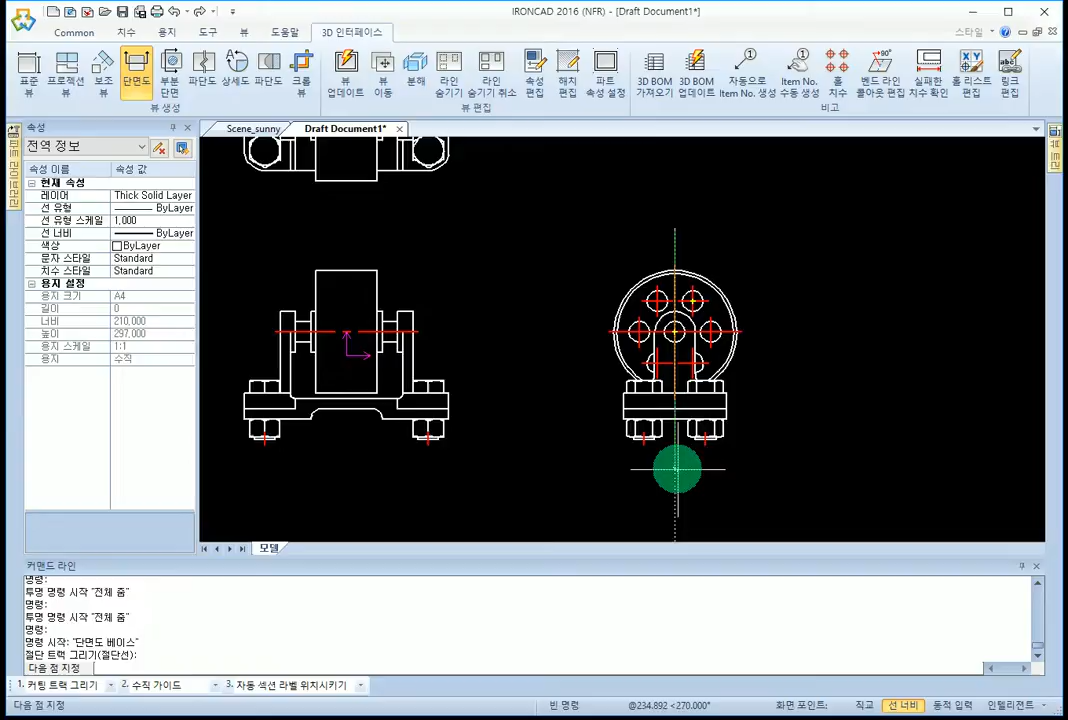 IRONCAD 2016 (NFR) - [Draft Document1*]
Common 치수 용지 도구 뷰 도움말 3D 인터페이스 스타일
표준 뷰
프로젝션 뷰
보조 뷰
단면도
부분 단면
파단도
상세도
파단도
크롭 뷰
뷰 업데이트
뷰 이동
분해
라인 숨기기
라인 숨기기 취소
속성 편집
해치 편집
파트 속성 설정
3D BOM 가져오기
3D BOM 업데이트
자동으로 Item No. 생성
Item No. 수동 생성
홀 치수
벤드 라인 콜아웃 편집
실패한 치수 확인
홀 리스트 편집
링크 편집
뷰 생성 뷰 편집 비고
속성
Scene_sunny Draft Document1*
전역 정보
속성 이름 속성 값
현재 속성
레이어 Thick Solid Layer
선 유형 ByLayer
선 유형 스케일 1,000
선 너비 ByLayer
색상 ByLayer
문자 스타일 Standard
치수 스타일 Standard
용지 설정
용지 크기 A4
길이 0
너비 210,000
높이 297,000
용지 스케일 1:1
용지 수직
모델
커맨드 라인
명령:
투명 명령 시작 "전체 줌"
명령:
투명 명령 시작 "전체 줌"
명령:
명령 시작: "단면도 베이스"
절단 트랙 그리기(절단선):
다음 점 지정
1. 커팅 트랙 그리기 2. 수직 가이드 3. 자동 섹션 라벨 위치시키기
다음 점 지정 빈 명령 @234.892 <270.000° 화면 포인트: 직교 선 너비 동적 입력 인텔리전트